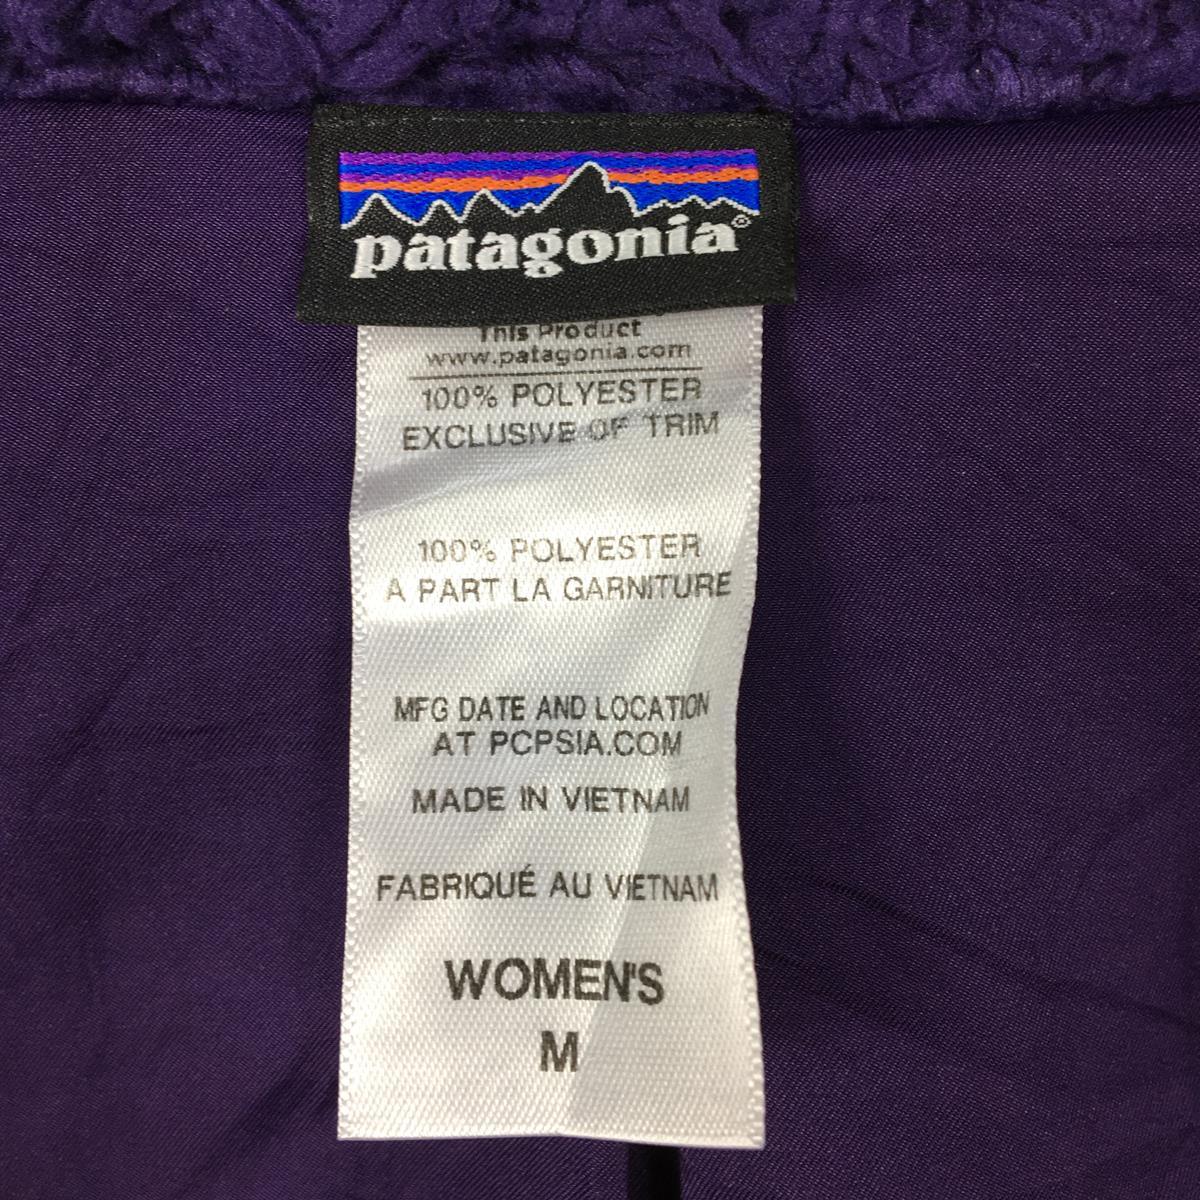 patagonia®
This Product
www.patagonia.com
100% POLYESTER
EXCLUSIVE OF TRIM
100% POLYESTER
A PART LA GARNITURE
MFG DATE AND LOCATION
AT PCPSIA.COM
MADE IN VIETNAM
FABRIQUÉ AU VIETNAM
WOMEN'S
M